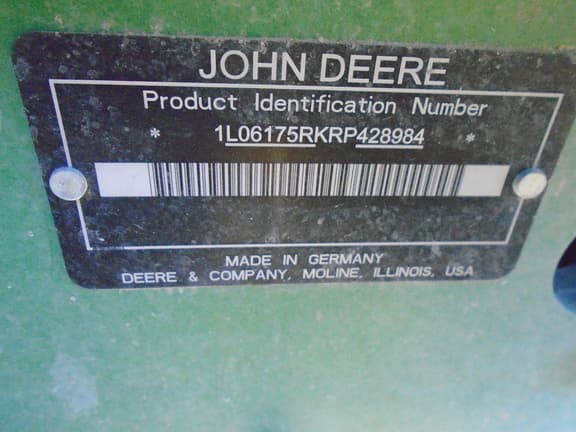 JOHN DEERE
Product Identification Number
* 1L06175RKRP428984 *
MADE IN GERMANY
DEERE & COMPANY, MOLINE, ILLINOIS, USA